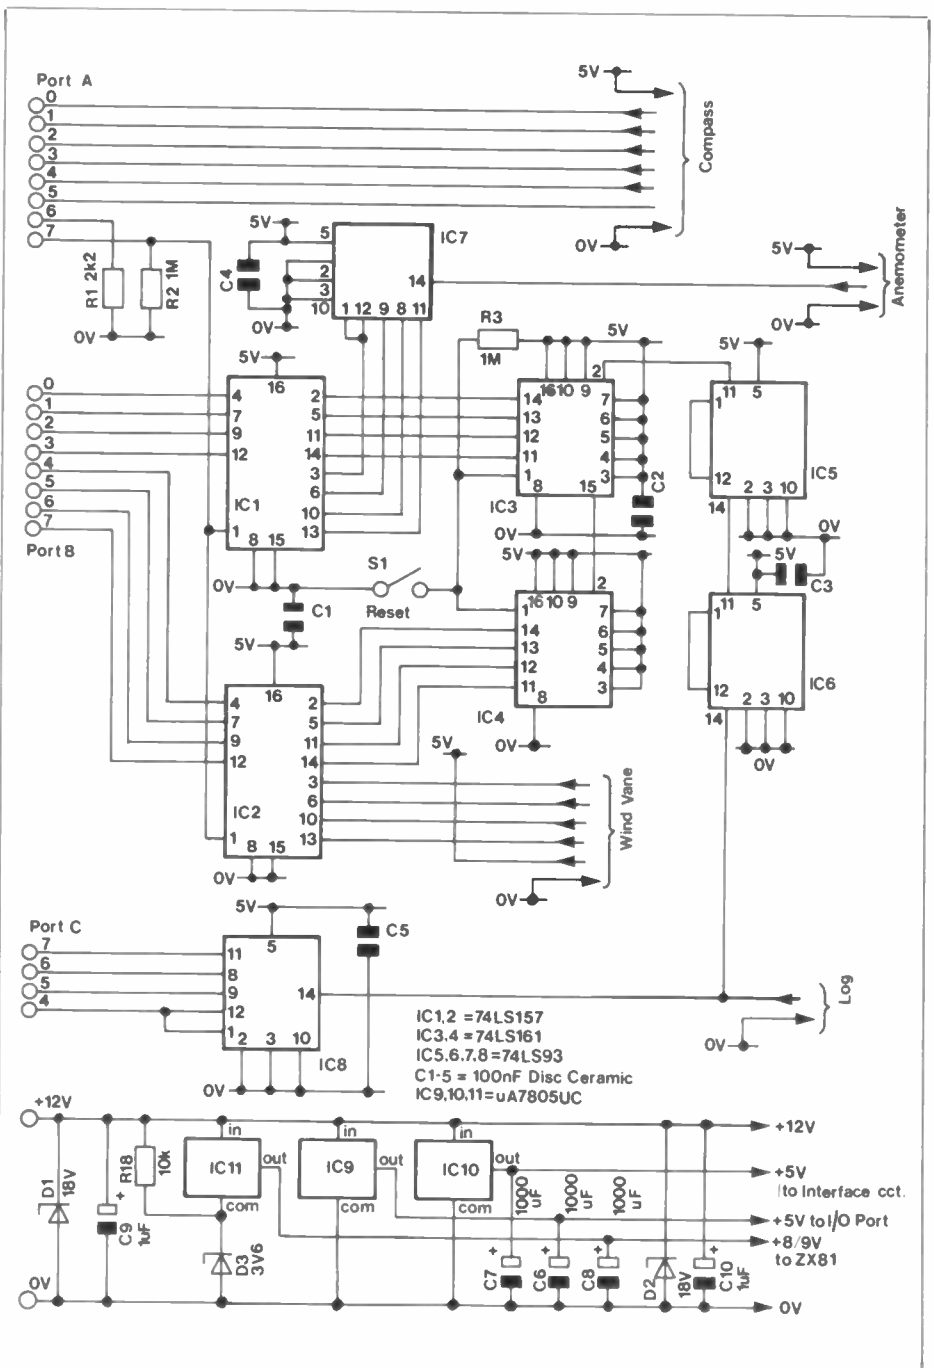 Port A
0
1
2
3
4
5
6
7
5V
Compass
0V
5V
Anemometer
0V
R1 2k2
R2 1M
0V
5V
C4
0V
IC7
5
2
3
10
14
1 12 9 8 11
5V
16
4
7
9
12
1
2
5
11
14
3
6
10
13
IC1
8 15
0V
0
1
2
3
4
5
6
7
Port B
S1
Reset
C1
5V
R3
1M
5V
16 10 9
2
14
13
12
11
1
7
6
5
4
3
8
15
IC3
C2
0V
5V
16 10 9
2
1
14
13
12
11
7
6
5
4
3
8
IC4
0V
5V
11 5
1
12
IC5
14
2 3 10
0V
5V
C3
11 5
1
12
IC6
14
2 3 10
0V
16
4
7
9
12
1
2
5
11
14
3
6
10
13
IC2
8 15
0V
5V
Wind Vane
0V
Port C
7
6
5
4
5V
5
11
8
9
12
1
14
2 3 10
IC8
0V
C5
Log
0V
IC1,2 =74LS157
IC3,4 =74LS161
IC5,6,7,8=74LS93
C1-5 = 100nF Disc Ceramic
IC9,10,11=uA7805UC
+12V
D1
18V
C9
1uF
+
R18
10k
in
IC11
out
com
D3
3V6
in
IC9
out
com
in
IC10
out
com
1000
uF
1000
uF
1000
uF
+
C7
+
C6
+
C8
D2
18V
+
C10
1uF
+12V
+5V
to Interface cct.
+5V to I/O Port
+8/9V
to ZX81
0V
0V